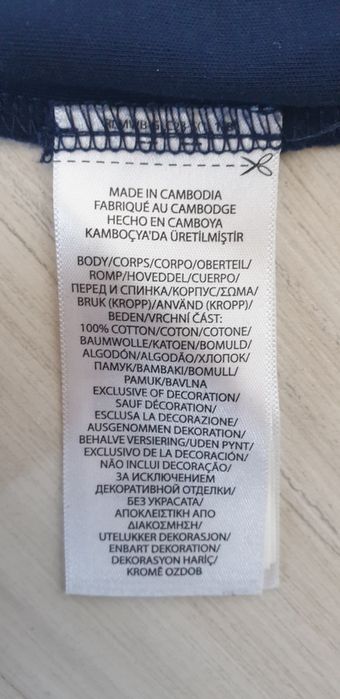 MADE IN CAMBODIA
FABRIQUÉ AU CAMBODGE
HECHO EN CAMBOYA
KAMBOÇYA'DA ÜRETİLMİŞTİR
BODY/CORPS/CORPO/OBERTEIL/
ROMP/HOVEDDEL/CUERPO/
ПЕРЕД И СПИНКА/КОРПУС/ΣΩΜΑ/
BRUK (KROPP)/ANVÄND (KROPP)/
BEDEN/VRCHNÍ ČÁST:
100% COTTON/COTON/COTONE/
BAUMWOLLE/KATOEN/BOMULD/
ALGODÓN/ALGODÃO/ХЛОПОК/
ПАМУК/BAMBAKI/BOMULL/
PAMUK/BAVLNA
EXCLUSIVE OF DECORATION/
SAUF DÉCORATION/
ESCLUSA LA DECORAZIONE/
AUSGENOMMEN DEKORATION/
BEHALVE VERSIERING/UDEN PYNT/
EXCLUSIVO DE LA DECORACIÓN/
NÃO INCLUI DECORAÇÃO/
ЗА ИСКЛЮЧЕНИЕМ
ДЕКОРАТИВНОЙ ОТДЕЛКИ/
БЕЗ УКРАСАТА/
ΑΠΟΚΛΕΙΣΤΙΚΗ ΑΠΟ
ΔΙΑΚΟΣΜΗΣΗ/
UTELUKKER DEKORASJON/
ENBART DEKORATION/
DEKORASYON HARİÇ/
KROMĚ OZDOB